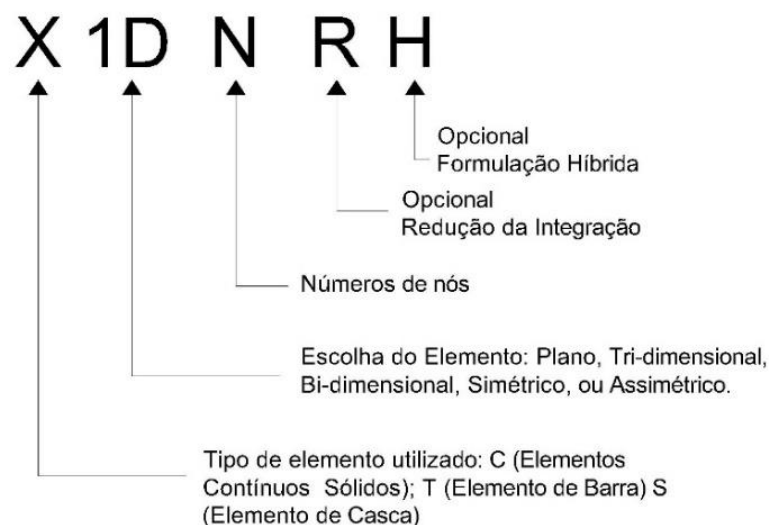 X 1D N R H
Opcional
Formulação Híbrida
Opcional
Redução da Integração
Números de nós
Escolha do Elemento: Plano, Tri-dimensional,
Bi-dimensional, Simétrico, ou Assimétrico.
Tipo de elemento utilizado: C (Elementos
Contínuos Sólidos); T (Elemento de Barra) S
(Elemento de Casca)